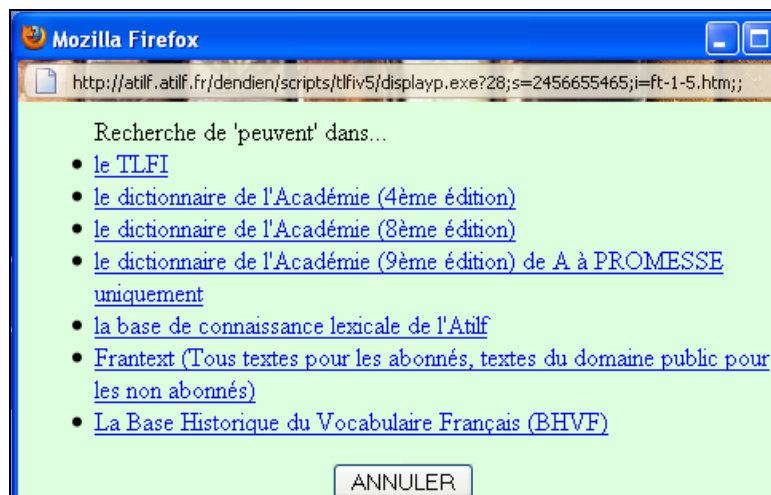 Mozilla Firefox
http://atilf.atilf.fr/dendien/scripts/tlfiv5/displayp.exe?28;s=2456655465;i=ft-1-5.htm;;
Recherche de 'peuvent' dans...
• le TLFI
• le dictionnaire de l'Académie (4ème édition)
• le dictionnaire de l'Académie (8ème édition)
• le dictionnaire de l'Académie (9ème édition) de A à PROMESSE
uniquement
• la base de connaissance lexicale de l'Atilf
• Frantext (Tous textes pour les abonnés, textes du domaine public pour
les non abonnés)
• La Base Historique du Vocabulaire Français (BHVF)
ANNULER